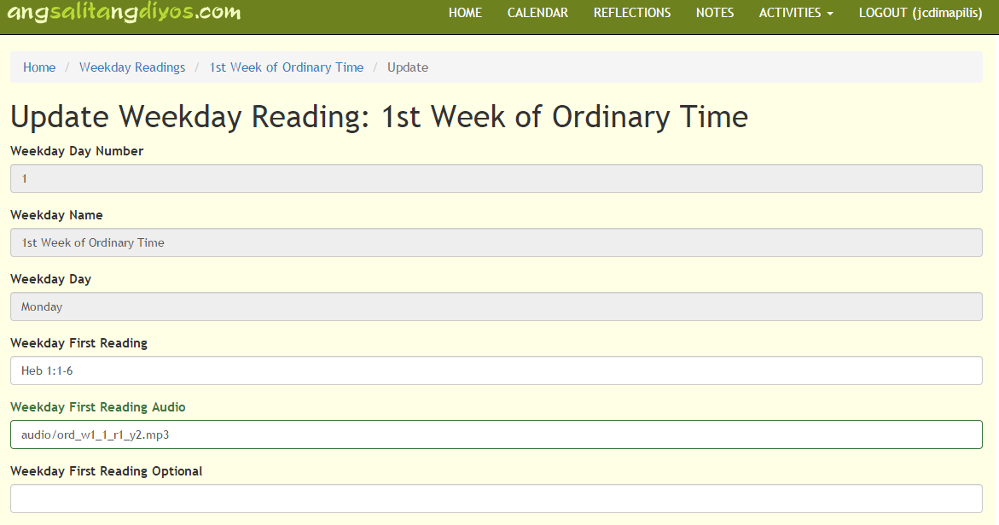 angsalitangdiyos.com
HOME CALENDAR REFLECTIONS NOTES ACTIVITIES LOGOUT (jcdimapilis)
Home / Weekday Readings / 1st Week of Ordinary Time / Update
Update Weekday Reading: 1st Week of Ordinary Time
Weekday Day Number
1
Weekday Name
1st Week of Ordinary Time
Weekday Day
Monday
Weekday First Reading
Heb 1:1-6
Weekday First Reading Audio
audio/ord_w1_1_r1_y2.mp3
Weekday First Reading Optional